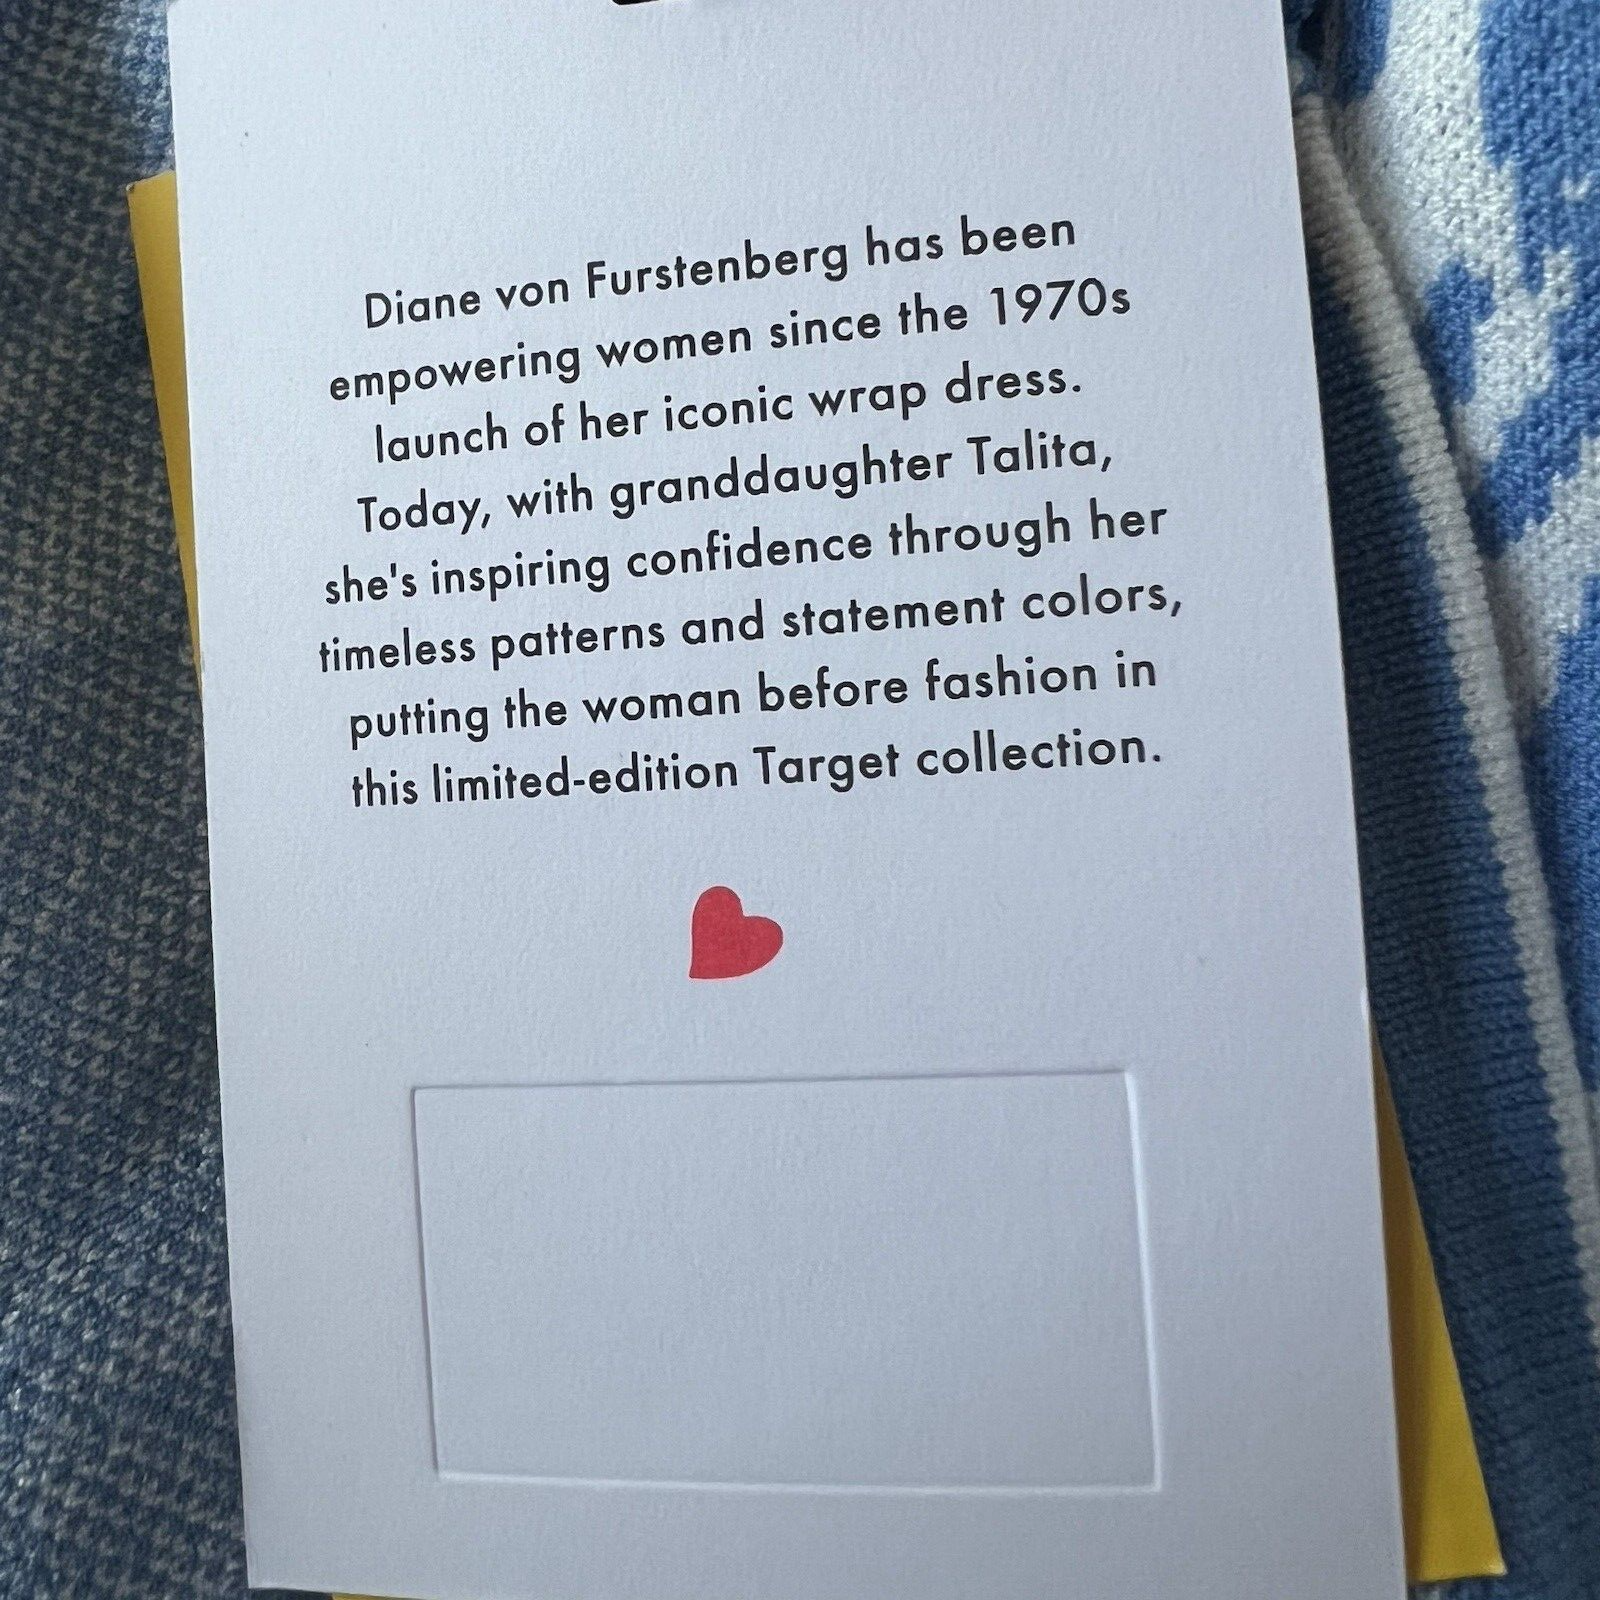 Diane von Furstenberg has been
empowering women since the 1970s
launch of her iconic wrap dress.
Today, with granddaughter Talita,
she's inspiring confidence through her
timeless patterns and statement colors,
putting the woman before fashion in
this limited-edition Target collection.